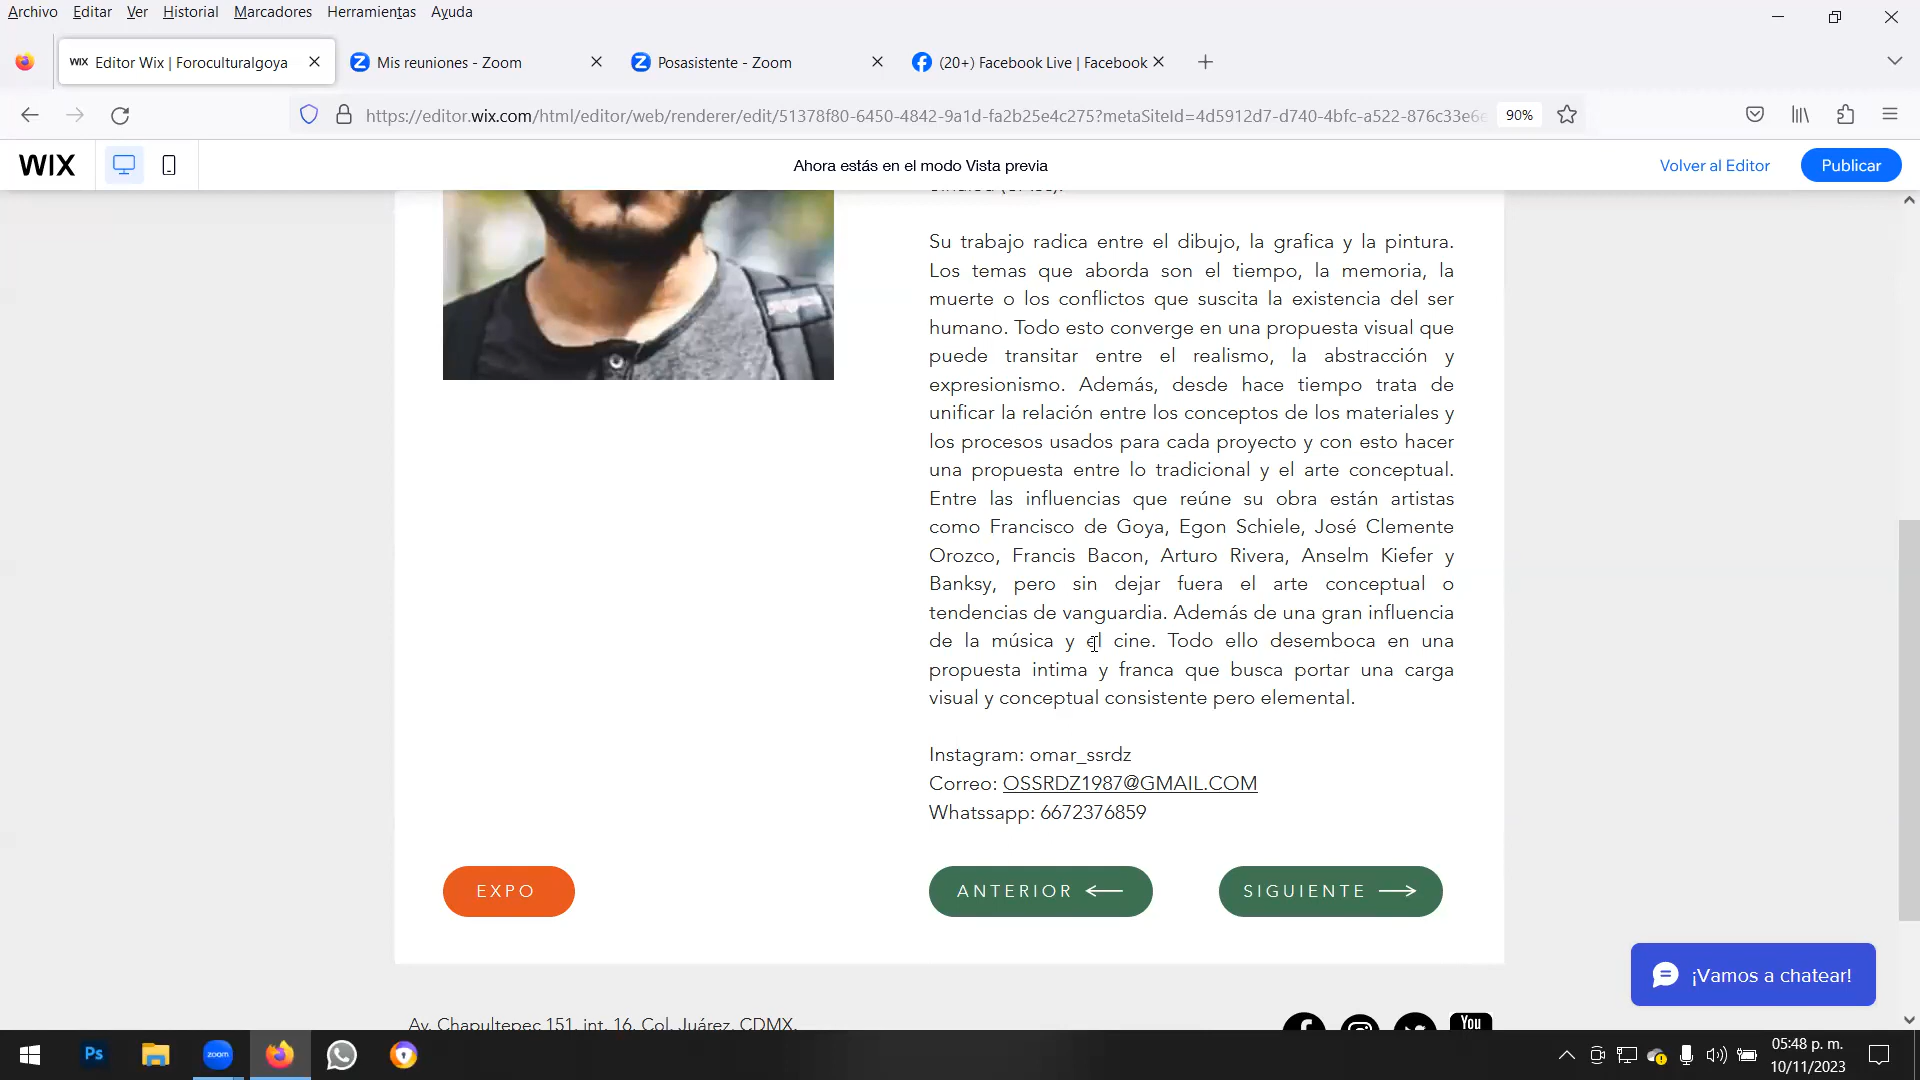 Archivo Editar Ver Historial Marcadores Herramientas Ayuda
WIX Editor Wix | Foroculturalgoya
Mis reuniones - Zoom
Posasistente - Zoom
(20+) Facebook Live | Facebook
https://editor.wix.com/html/editor/web/renderer/edit/51378f80-6450-4842-9a1d-fa2b25e4c275?metaSiteId=4d5912d7-d740-4bfc-a522-876c33e6e
90%
WIX
Ahora estás en el modo Vista previa
Volver al Editor
Publicar
Su trabajo radica entre el dibujo, la grafica y la pintura.
Los temas que aborda son el tiempo, la memoria, la
muerte o los conflictos que suscita la existencia del ser
humano. Todo esto converge en una propuesta visual que
puede transitar entre el realismo, la abstracción y
expresionismo. Además, desde hace tiempo trata de
unificar la relación entre los conceptos de los materiales y
los procesos usados para cada proyecto y con esto hacer
una propuesta entre lo tradicional y el arte conceptual.
Entre las influencias que reúne su obra están artistas
como Francisco de Goya, Egon Schiele, José Clemente
Orozco, Francis Bacon, Arturo Rivera, Anselm Kiefer y
Banksy, pero sin dejar fuera el arte conceptual o
tendencias de vanguardia. Además de una gran influencia
de la música y el cine. Todo ello desemboca en una
propuesta intima y franca que busca portar una carga
visual y conceptual consistente pero elemental.
Instagram: omar_ssrdz
Correo: OSSRDZ1987@GMAIL.COM
Whatssapp: 6672376859
EXPO
ANTERIOR
SIGUIENTE
¡Vamos a chatear!
Av. Chapultepec 151, int. 16, Col. Juárez, CDMX.
You
Ps
zoom
05:48 p. m.
10/11/2023